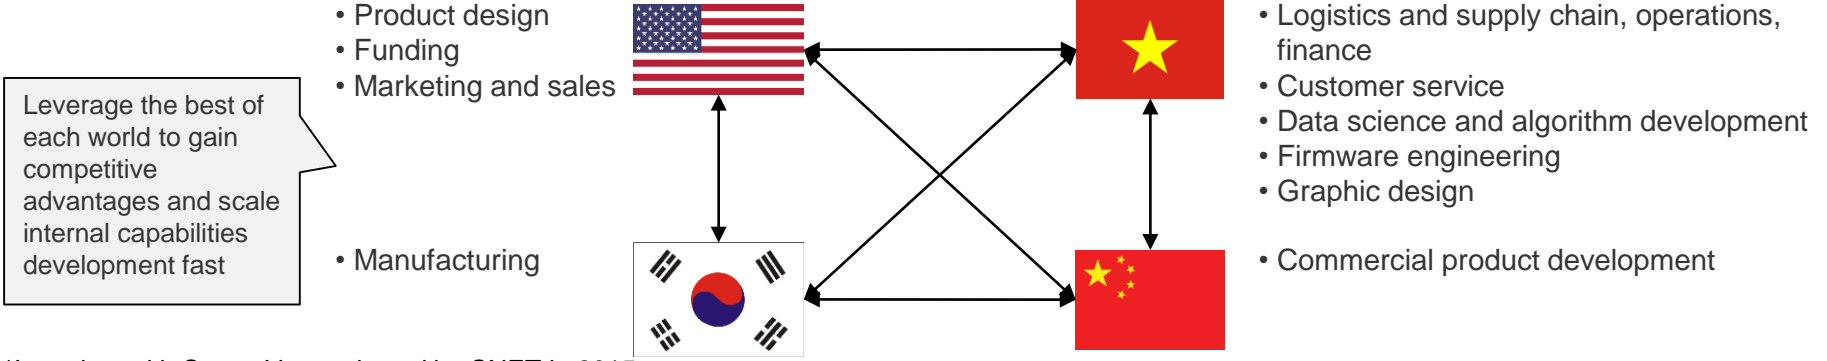 • Product design
• Funding
• Marketing and sales
Leverage the best of
each world to gain
competitive
advantages and scale
internal capabilities
development fast
• Manufacturing
• Logistics and supply chain, operations,
finance
• Customer service
• Data science and algorithm development
• Firmware engineering
• Graphic design
• Commercial product development